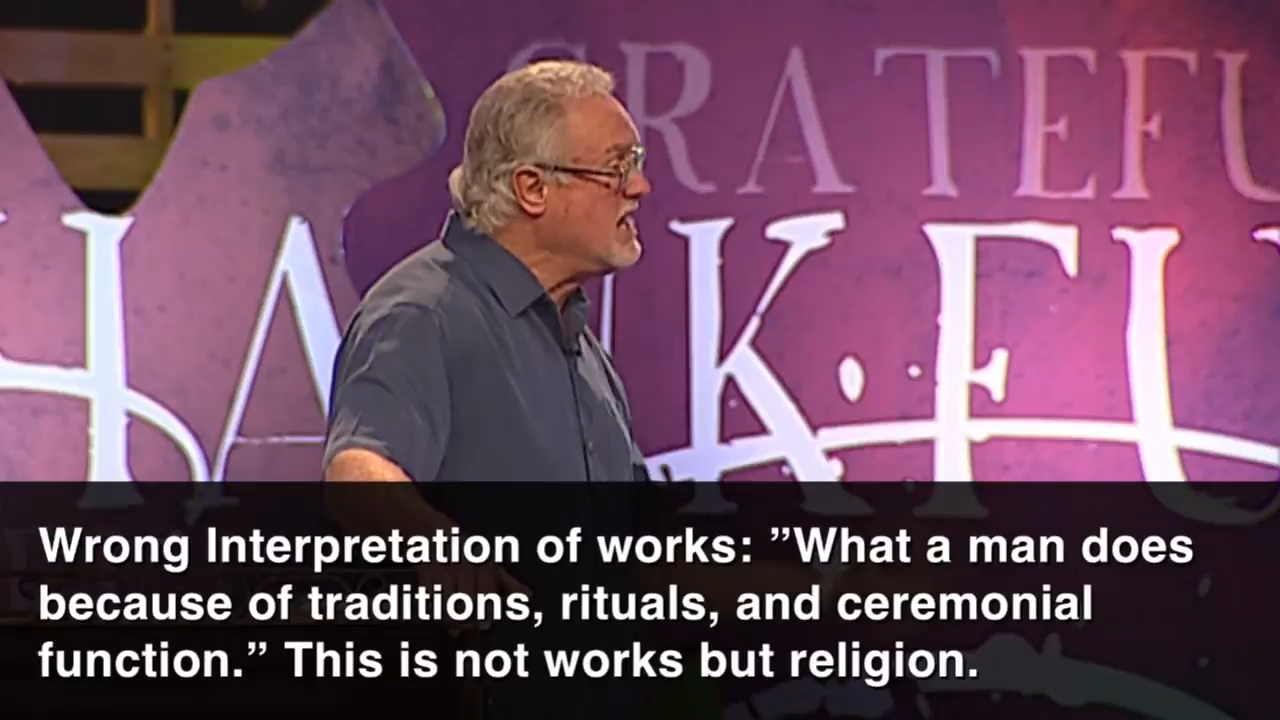 GRATEFU
HANKFU
Wrong Interpretation of works: ”What a man does
because of traditions, rituals, and ceremonial
function.” This is not works but religion.